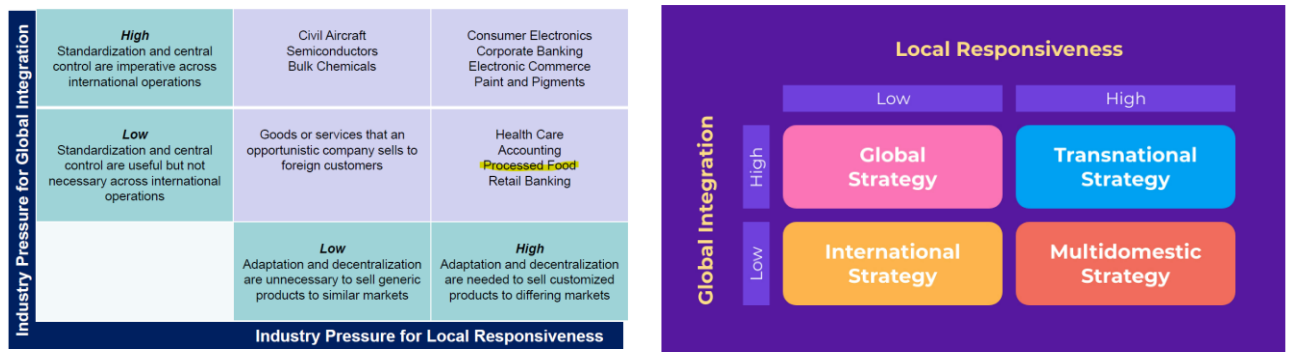 Industry Pressure for Global Integration
High
Standardization and central
control are imperative across
international operations
Civil Aircraft
Semiconductors
Bulk Chemicals
Consumer Electronics
Corporate Banking
Electronic Commerce
Paint and Pigments
Low
Standardization and central
control are useful but not
necessary across international
operations
Goods or services that an
opportunistic company sells to
foreign customers
Health Care
Accounting
Processed Food
Retail Banking
Low
Adaptation and decentralization
are unnecessary to sell generic
products to similar markets
High
Adaptation and decentralization
are needed to sell customized
products to differing markets
Industry Pressure for Local Responsiveness
Local Responsiveness
Low
High
Global Integration
High
Global
Strategy
Transnational
Strategy
Low
International
Strategy
Multidomestic
Strategy